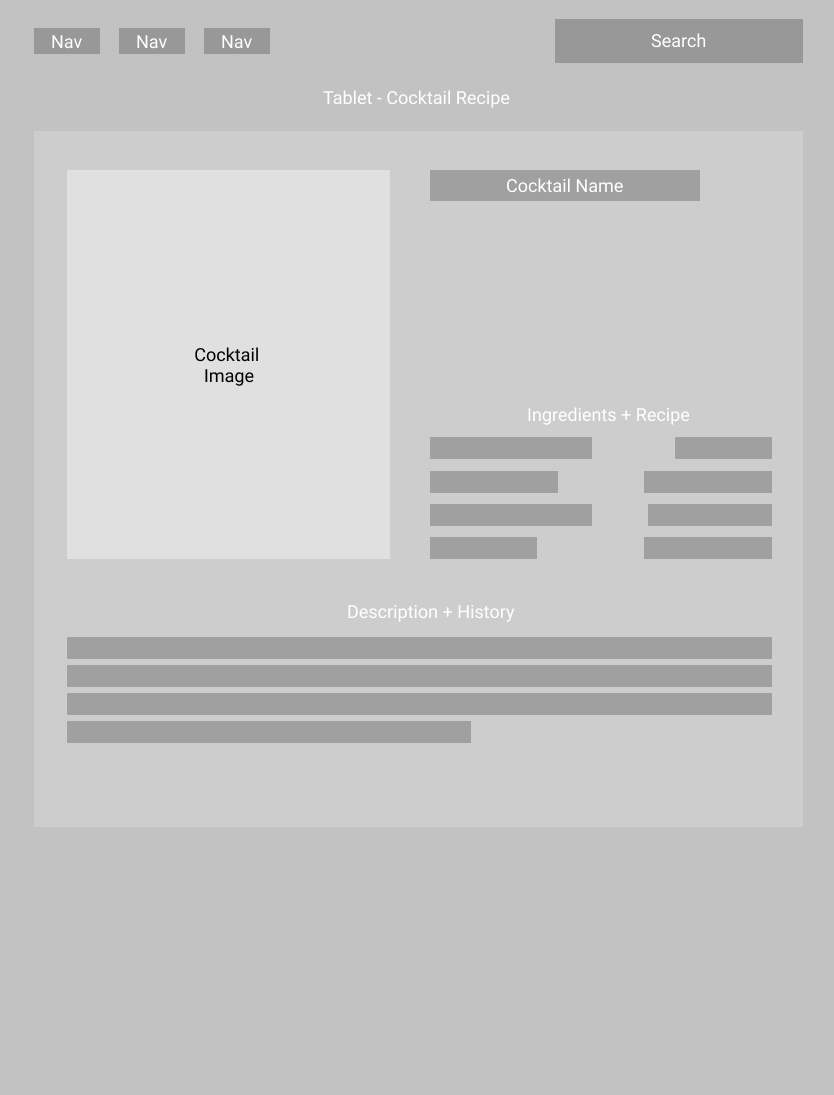 Nav Nav Nav Search
Tablet - Cocktail Recipe
Cocktail Name
Cocktail
Image
Ingredients + Recipe
Description + History